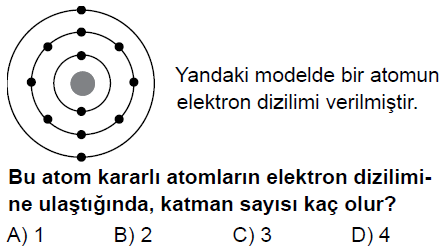 Yandaki modelde bir atomun
elektron dizilimi verilmiştir.
Bu atom kararlı atomların elektron dizilimi-
ne ulaştığında, katman sayısı kaç olur?
A) 1 B) 2 C) 3 D) 4